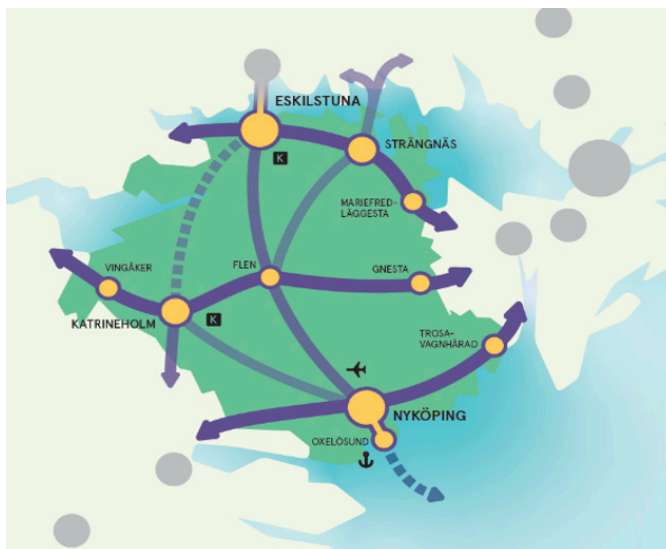 ESKILSTUNA
K
STRÄNGNÄS
MARIEFRED-
LÄGGESTA
VINGÅKER
FLEN
GNESTA
KATRINEHOLM
K
TROSA-
VAGNHÄRAD
NYKÖPING
OXELÖSUND